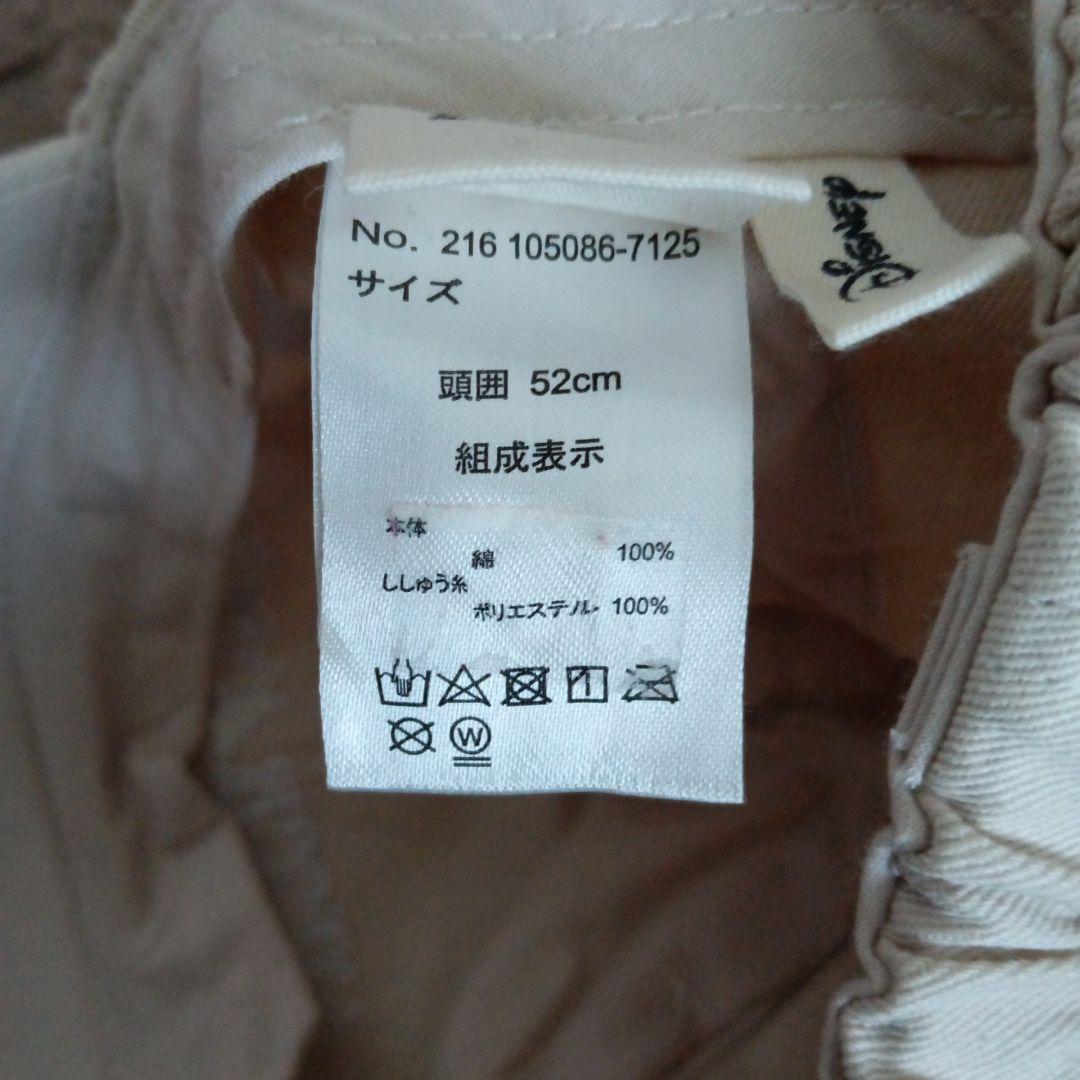 No. 216 105086-7125
サイズ
頭囲 52cm
組成表示
本体
綿 100%
ししゅう糸
ポリエステル 100%
W
Disney